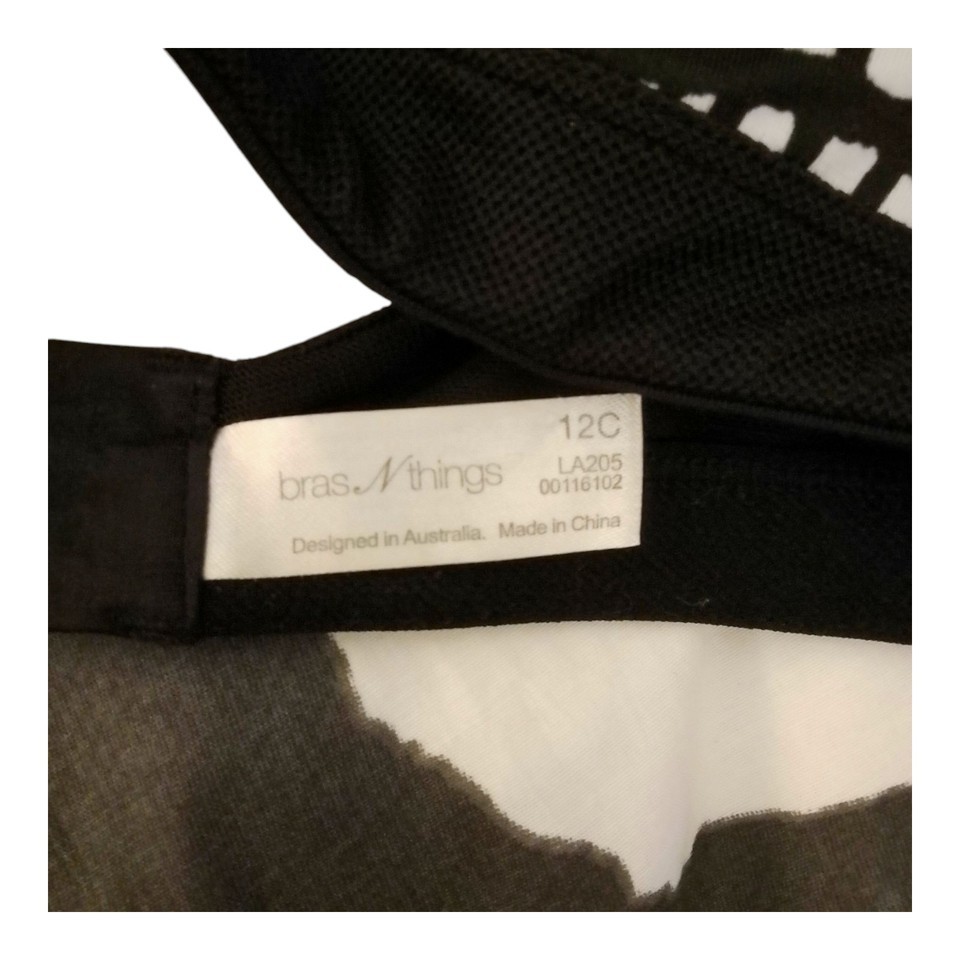 12C
bras N things
LA205
00116102
Designed in Australia. Made in China